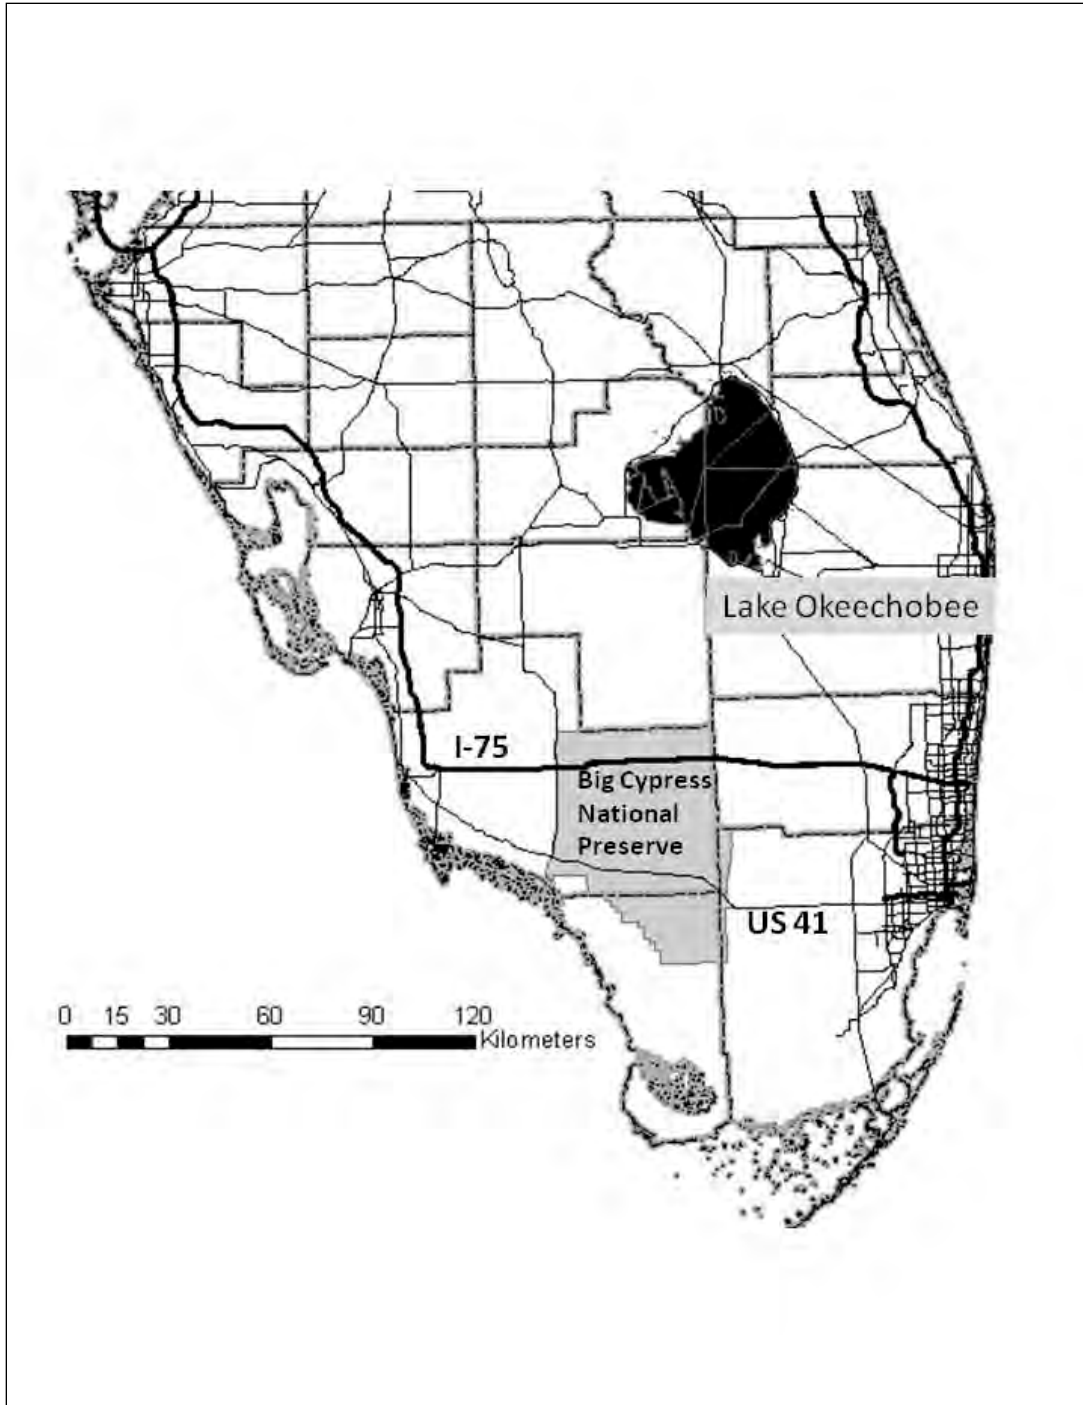 Lake Okeechobee
I-75
Big Cypress
National
Preserve
US 41
0 15 30 60 90 120
Kilometers